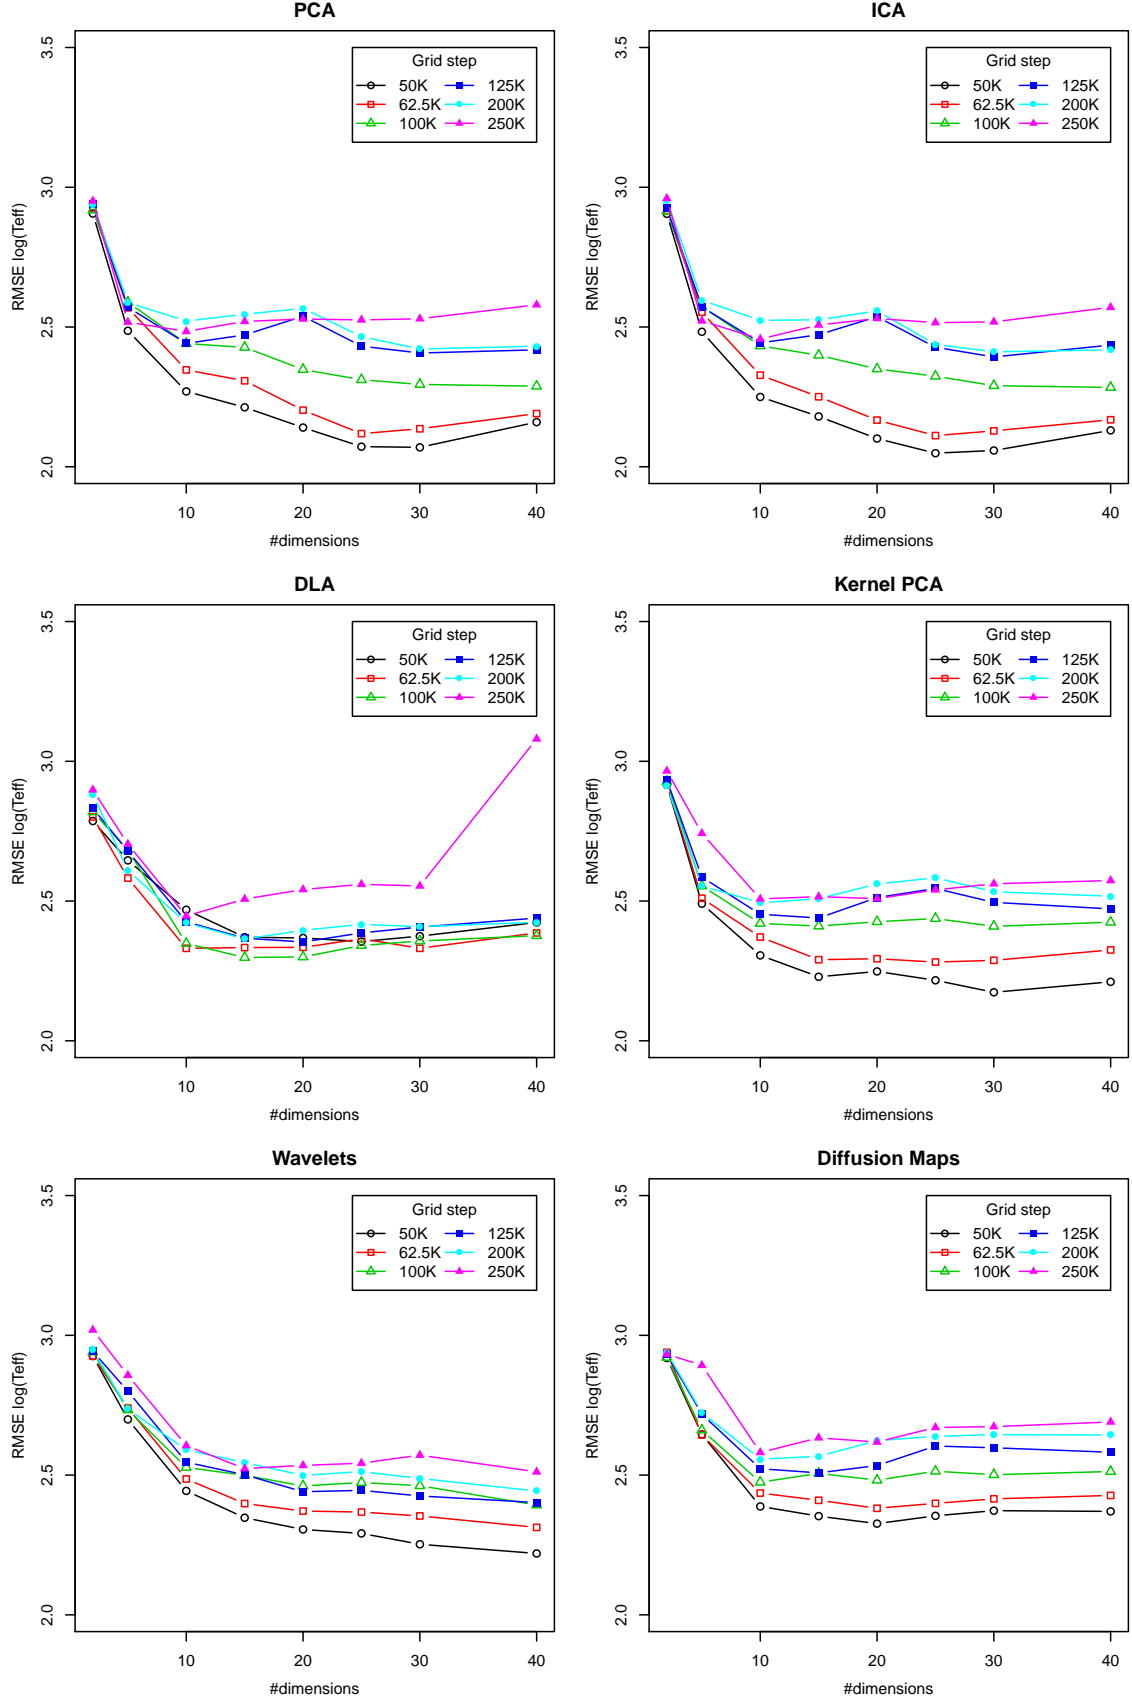 PCA
Grid step
50K
62.5K
100K
125K
200K
250K
RMSE log(Teff)
3.5
3.0
2.5
2.0
10 20 30 40
#dimensions
ICA
Grid step
50K
62.5K
100K
125K
200K
250K
RMSE log(Teff)
3.5
3.0
2.5
2.0
10 20 30 40
#dimensions
DLA
Grid step
50K
62.5K
100K
125K
200K
250K
RMSE log(Teff)
3.5
3.0
2.5
2.0
10 20 30 40
#dimensions
Kernel PCA
Grid step
50K
62.5K
100K
125K
200K
250K
RMSE log(Teff)
3.5
3.0
2.5
2.0
10 20 30 40
#dimensions
Wavelets
Grid step
50K
62.5K
100K
125K
200K
250K
RMSE log(Teff)
3.5
3.0
2.5
2.0
10 20 30 40
#dimensions
Diffusion Maps
Grid step
50K
62.5K
100K
125K
200K
250K
RMSE log(Teff)
3.5
3.0
2.5
2.0
10 20 30 40
#dimensions